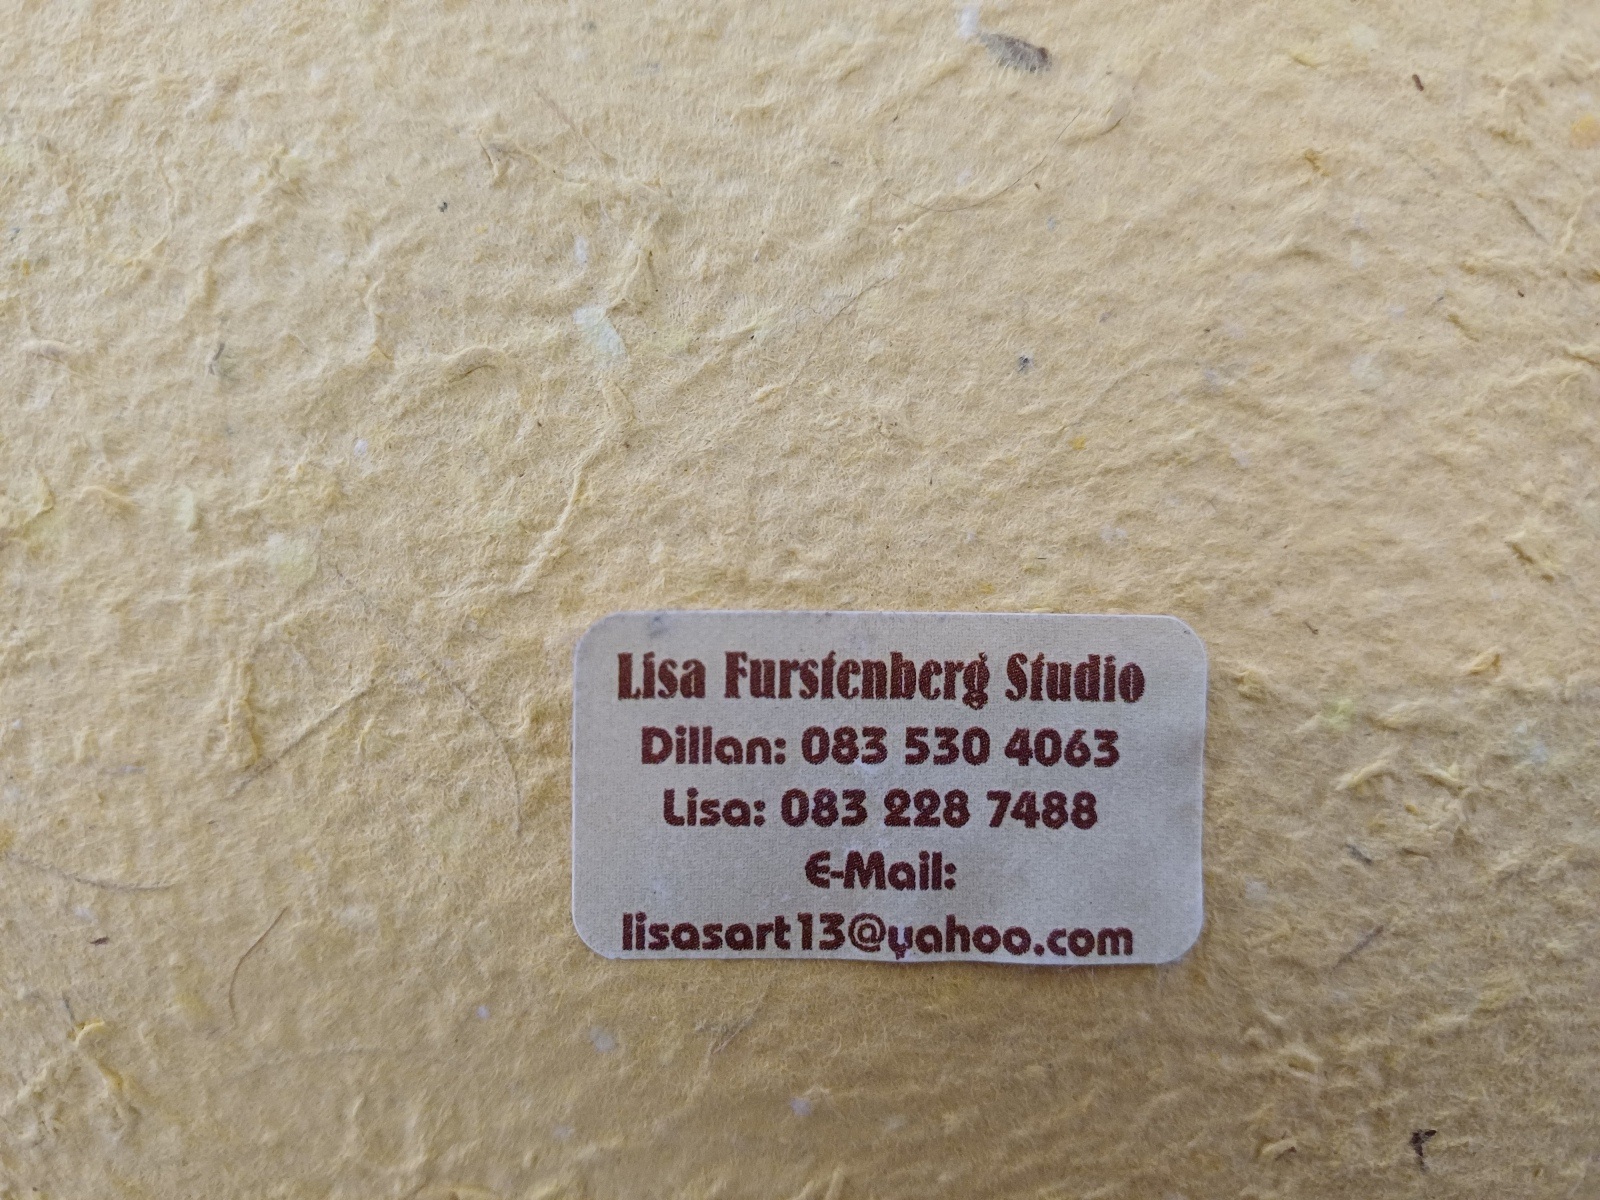 Lisa Furstenberg Studio
Dillan: 083 530 4063
Lisa: 083 228 7488
E-Mail:
lisasart13@yahoo.com